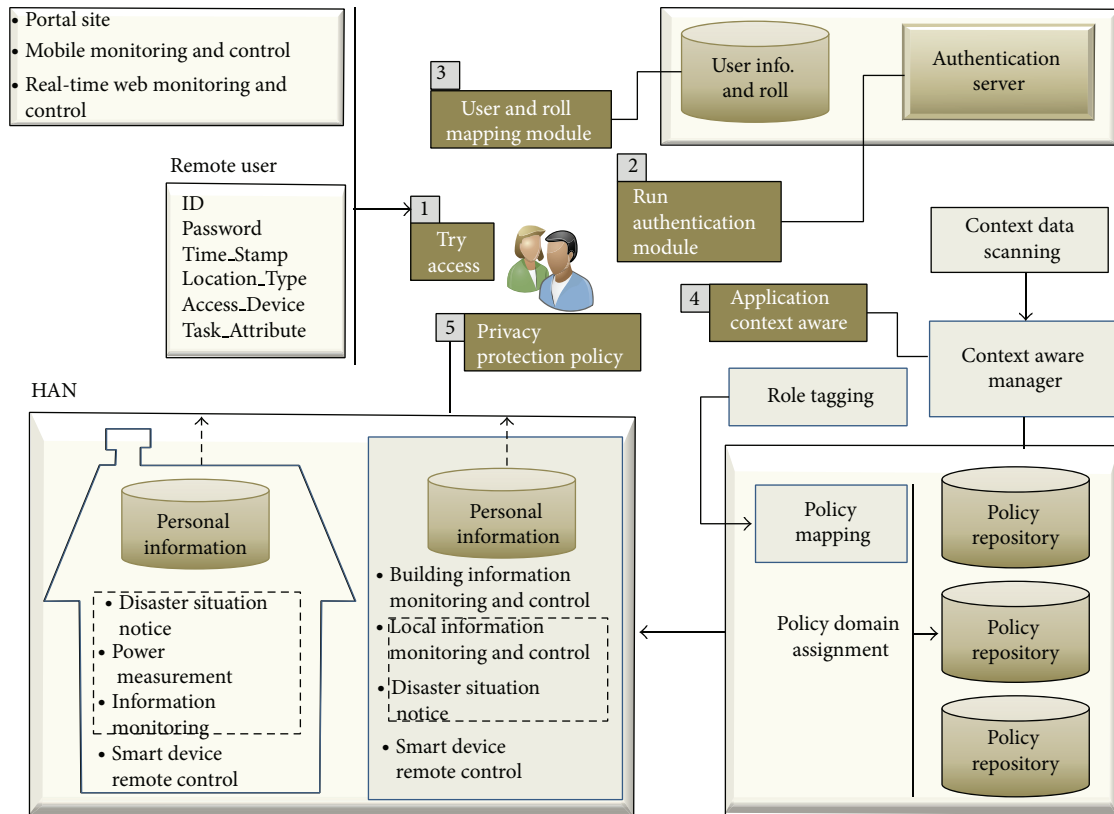 • Portal site
• Mobile monitoring and control
• Real-time web monitoring and
control
3
User and roll
mapping module
User info.
and roll
Authentication
server
2
Run
authentication
module
Remote user
ID
Password
Time_Stamp
Location_Type
Access_Device
Task_Attribute
1
Try
access
Context data
scanning
4
Application
context aware
5
Privacy
protection policy
Context aware
manager
Role tagging
HAN
Personal
information
• Disaster situation
notice
• Power
measurement
• Information
monitoring
• Smart device
remote control
Personal
information
• Building information
monitoring and control
• Local information
monitoring and control
• Disaster situation
notice
• Smart device
remote control
Policy
mapping
Policy domain
assignment
Policy
repository
Policy
repository
Policy
repository